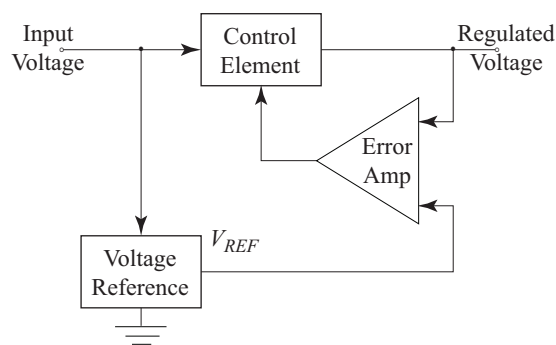 Input
Voltage
Control
Element
Regulated
Voltage
Error
Amp
Voltage
Reference
V_REF